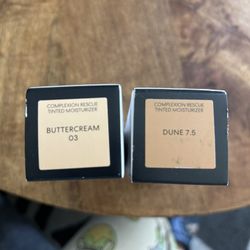 COMPLEXION RESCUE
TINTED MOISTURIZER
BUTTERCREAM
03
COMPLEXION RESCUE
TINTED MOISTURIZER
DUNE 7.5